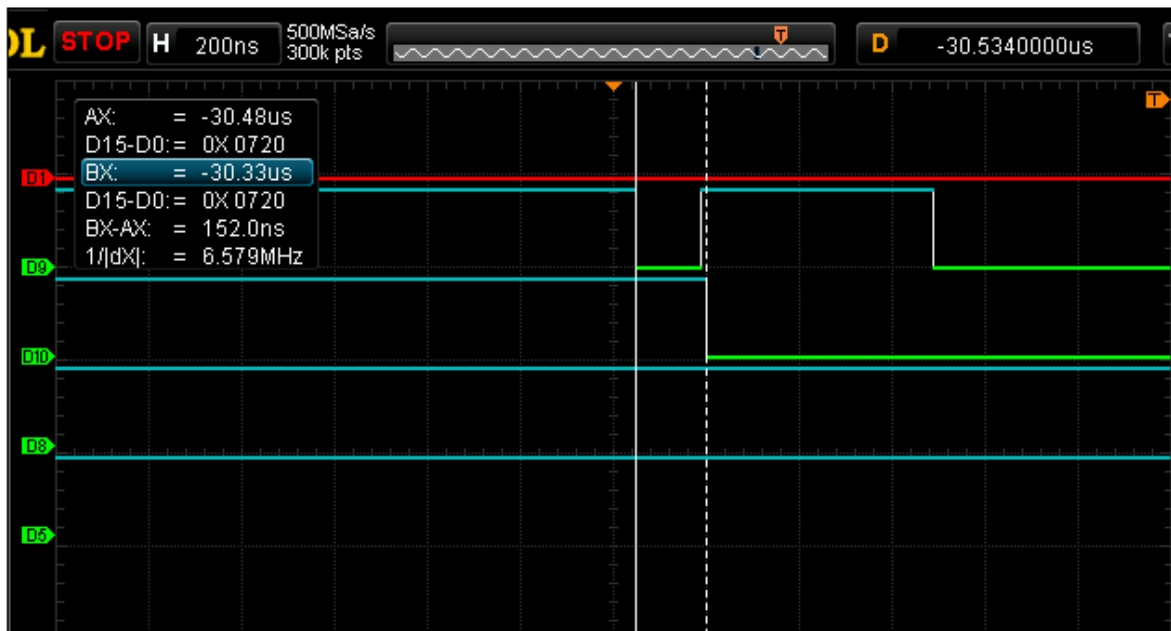 OL STOP H 200ns 500MSa/s
300k pts T D -30.5340000us
T
AX: = -30.48us
D15-D0:= 0X 0720
BX: = -30.33us
D15-D0:= 0X 0720
BX-AX: = 152.0ns
1/|dX|: = 6.579MHz
D1
D9
D10
D8
D5